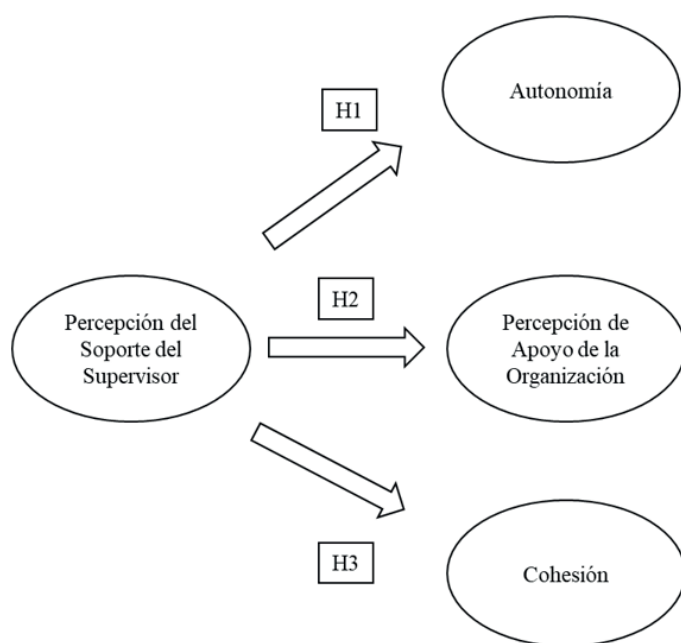 Autonomía
H1
H2
Percepción del
Soporte del
Supervisor
Percepción de
Apoyo de la
Organización
H3
Cohesión